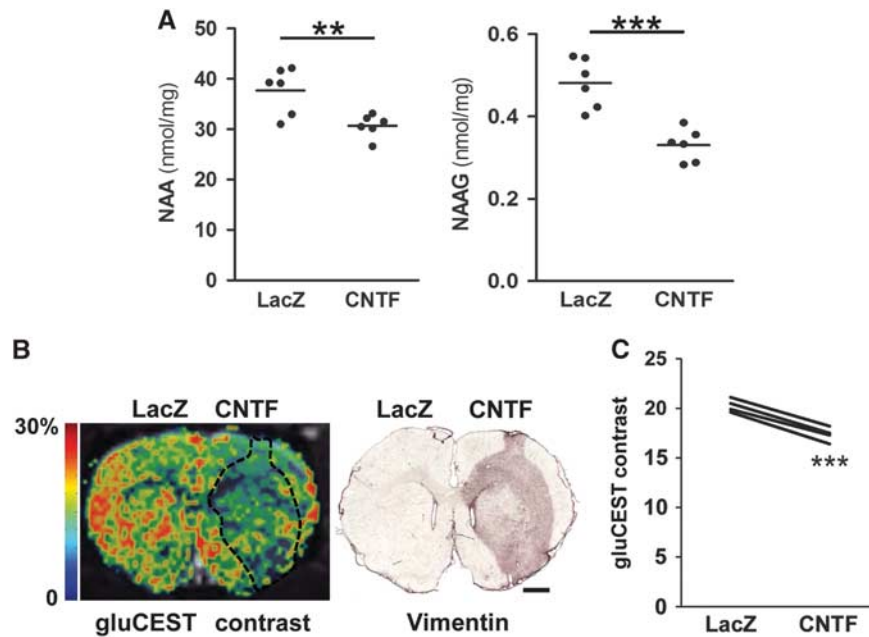 A
**
***
50
40
30
20
10
0
NAA (nmol/mg)
LacZ CNTF
0.6
0.4
0.2
0.0
NAAG (nmol/mg)
LacZ CNTF
B
LacZ CNTF
30%
0
gluCEST contrast
LacZ CNTF
Vimentin
C
25
20
15
10
5
0
gluCEST contrast
***
LacZ CNTF